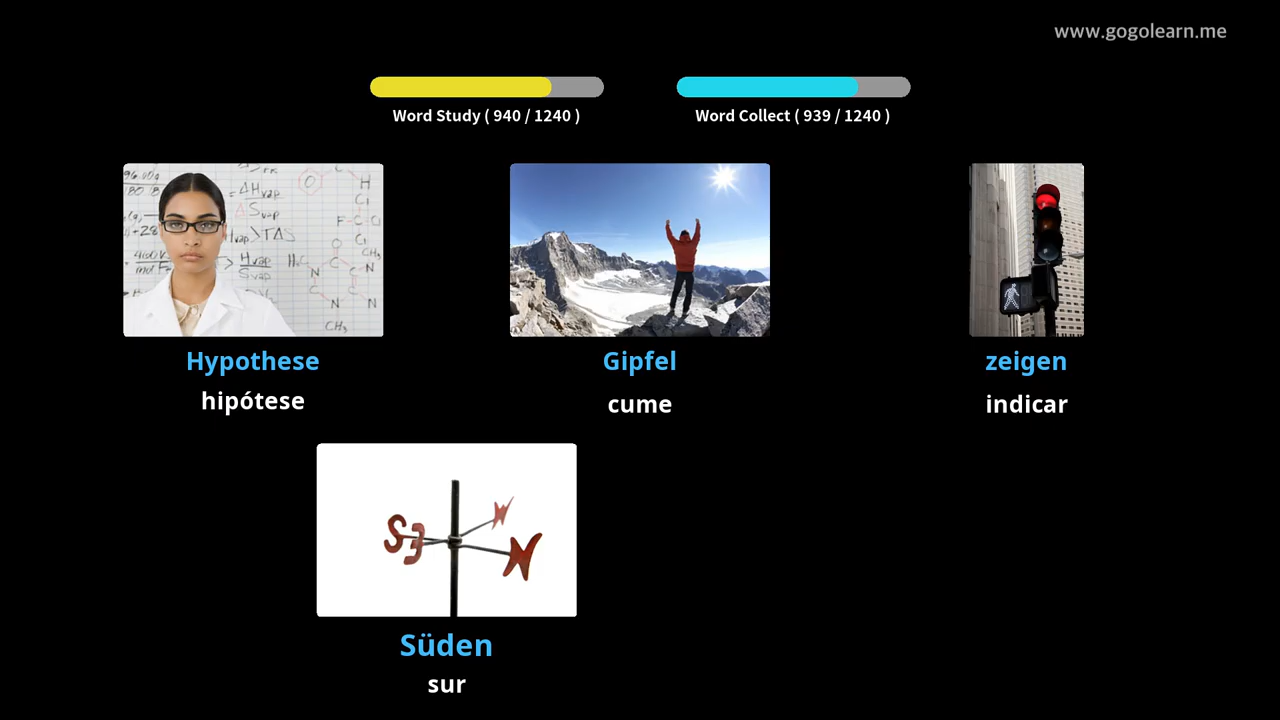 www.gogolearn.me
Word Study ( 940 / 1240 )
Word Collect ( 939 / 1240 )
Hypothese
hipótese
Gipfel
cume
zeigen
indicar
Süden
sur